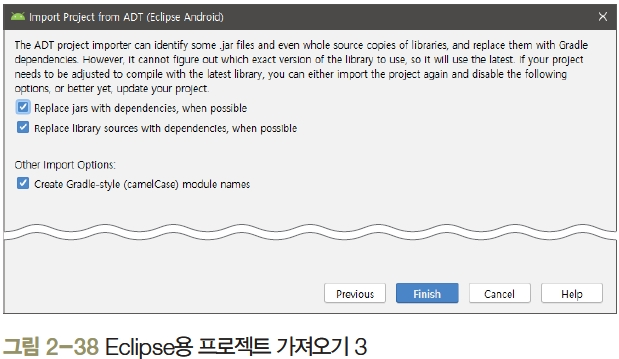 Import Project from ADT (Eclipse Android)
The ADT project importer can identify some .jar files and even whole source copies of libraries, and replace them with Gradle
dependencies. However, it cannot figure out which exact version of the library to use, so it will use the latest. If your project
needs to be adjusted to compile with the latest library, you can either import the project again and disable the following
options, or better yet, update your project.
Replace jars with dependencies, when possible
Replace library sources with dependencies, when possible
Other Import Options:
Create Gradle-style (camelCase) module names
Previous Finish Cancel Help
그림 2-38 Eclipse용 프로젝트 가져오기 3